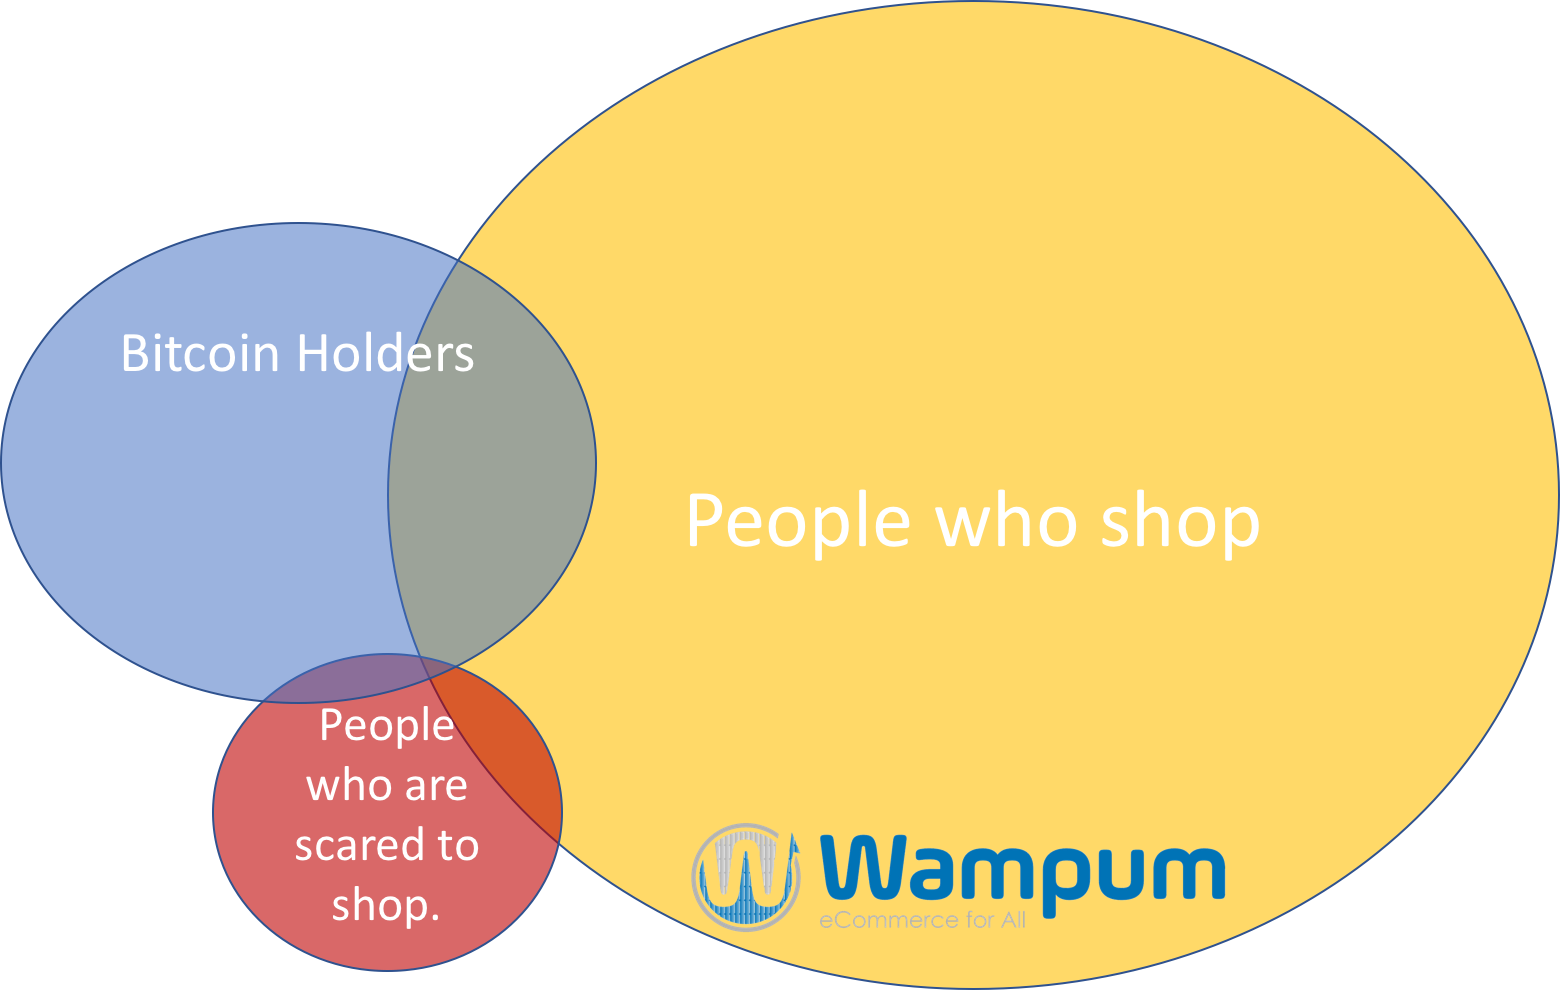 Bitcoin Holders
People who shop
People
who are
scared to
shop.
Wampum
eCommerce for All